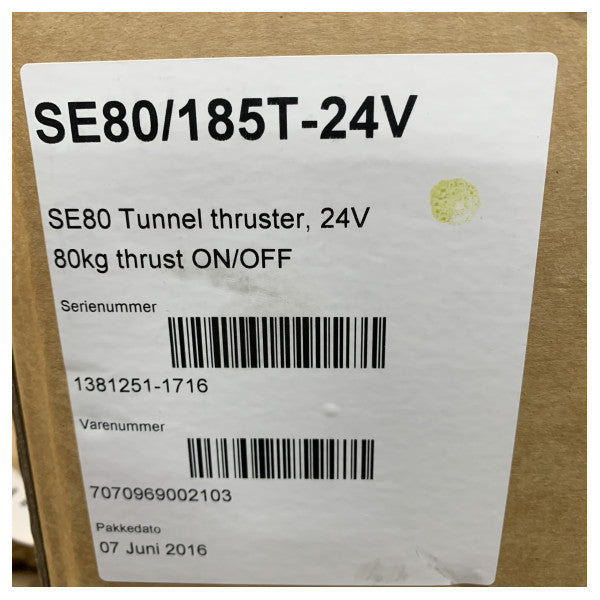 SE80/185T-24V
SE80 Tunnel thruster, 24V
80kg thrust ON/OFF
Serienummer
1381251-1716
Varenummer
7070969002103
Pakkedato
07 Juni 2016